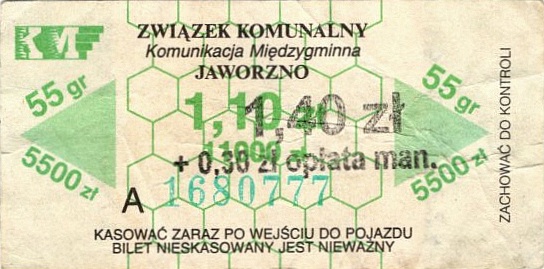 KM
ZWIĄZEK KOMUNALNY
Komunikacja Międzygminna
JAWORZNO
55 gr
5500 zł
1,10 zł
11000 zł
1,40 zł
+ 0,30 zł opłata man.
55 gr
5500 zł
A 1680777
KASOWAĆ ZARAZ PO WEJŚCIU DO POJAZDU
BILET NIESKASOWANY JEST NIEWAŻNY
ZACHOWAĆ DO KONTROLI